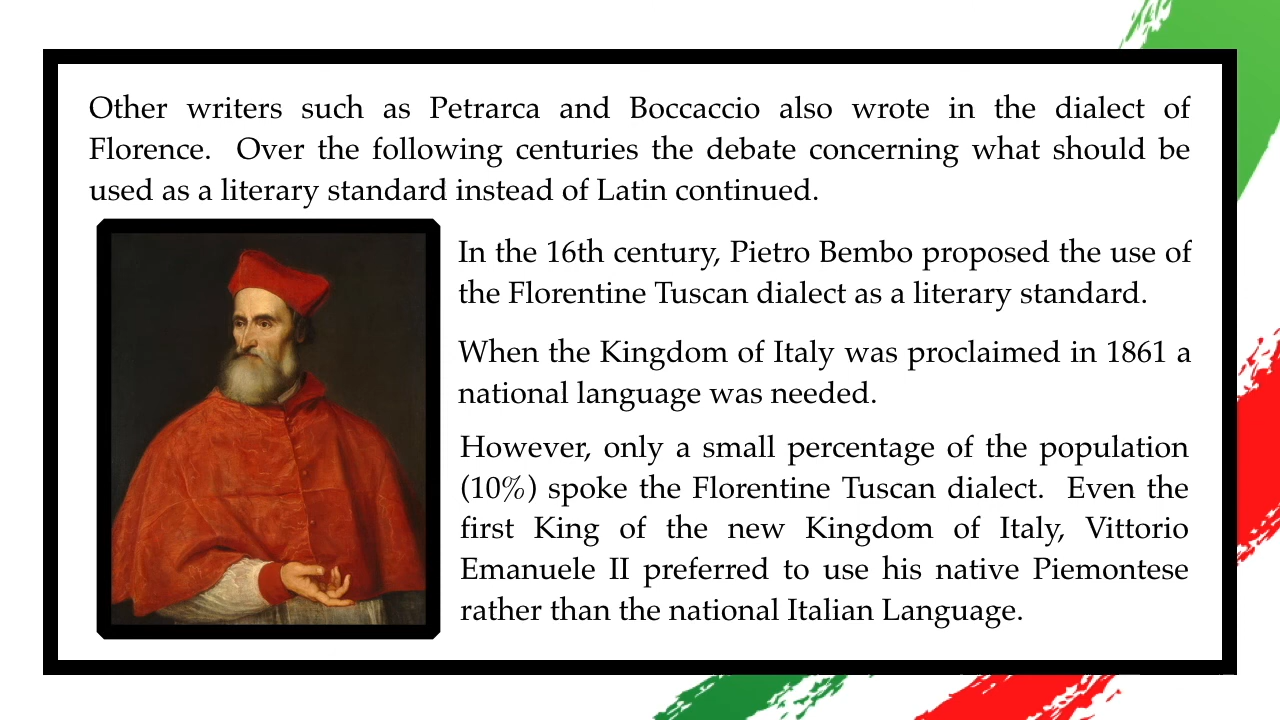 Other writers such as Petrarca and Boccaccio also wrote in the dialect of
Florence.  Over the following centuries the debate concerning what should be
used as a literary standard instead of Latin continued.
In the 16th century, Pietro Bembo proposed the use of
the Florentine Tuscan dialect as a literary standard.
When the Kingdom of Italy was proclaimed in 1861 a
national language was needed.
However, only a small percentage of the population
(10%) spoke the Florentine Tuscan dialect.  Even the
first King of the new Kingdom of Italy, Vittorio
Emanuele II preferred to use his native Piemontese
rather than the national Italian Language.